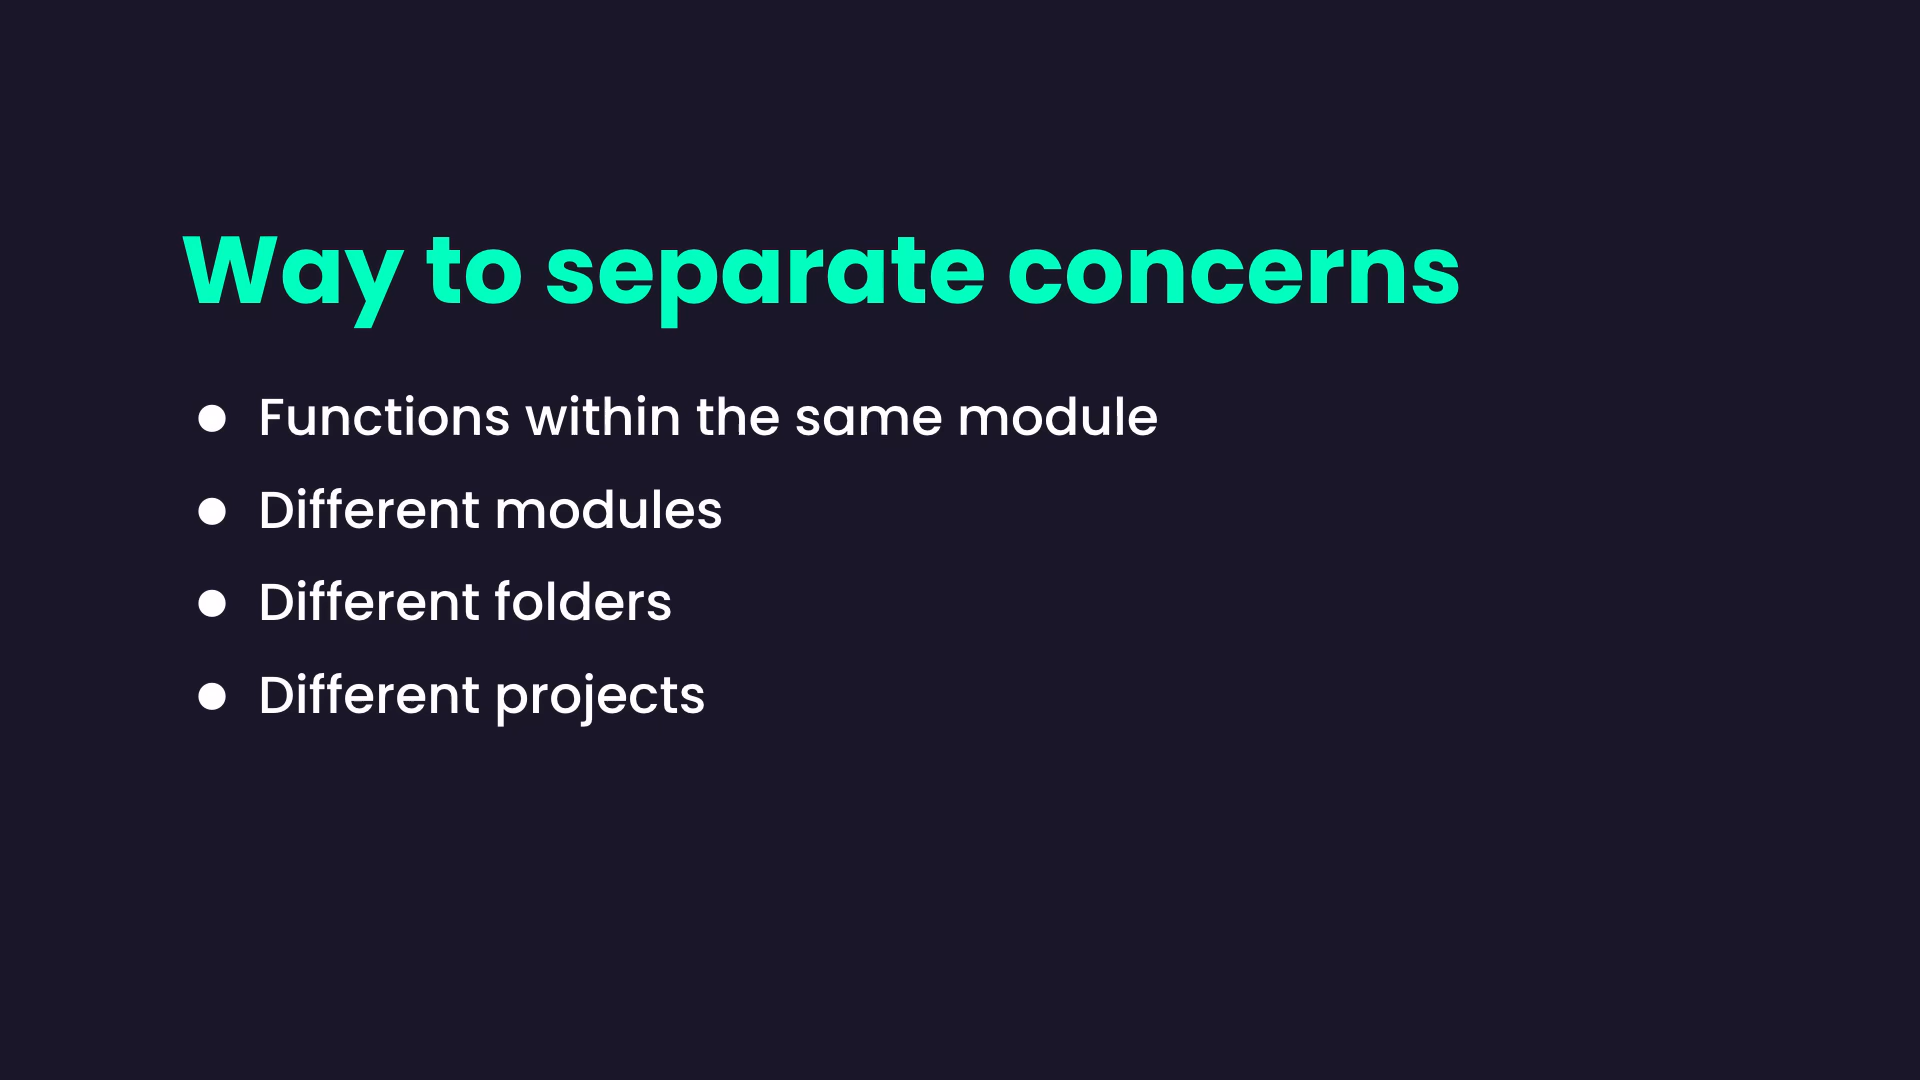 Way to separate concerns
● Functions within the same module
● Different modules
● Different folders
● Different projects